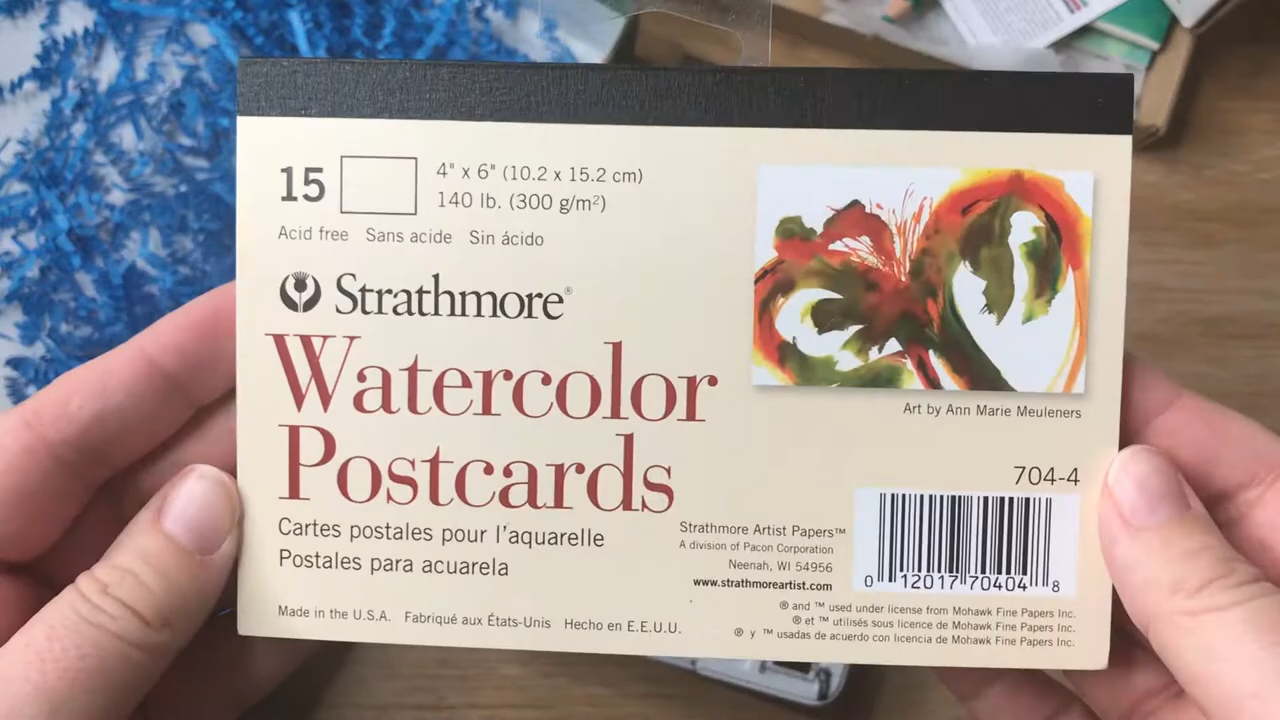 15
4" x 6" (10.2 x 15.2 cm)
140 lb. (300 g/m²)
Acid free Sans acide Sin ácido
Strathmore®
Watercolor
Postcards
Cartes postales pour l'aquarelle
Postales para acuarela
Made in the U.S.A. Fabriqué aux États-Unis Hecho en E.E.U.U.
Art by Ann Marie Meuleners
704-4
Strathmore Artist Papers™
A division of Pacon Corporation
Neenah, WI 54956
www.strathmoreartist.com
0 12017 70404 8
® and ™ used under license from Mohawk Fine Papers Inc.
® et ™ utilisés sous licence de Mohawk Fine Papers Inc.
® y ™ usadas de acuerdo con licencia de Mohawk Fine Papers Inc.